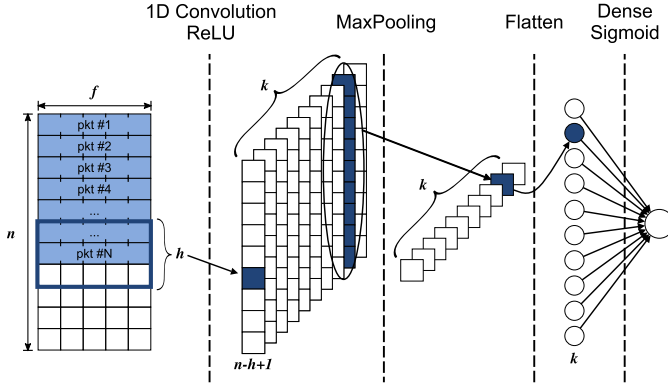 1D Convolution
ReLU
MaxPooling
Flatten
Dense
Sigmoid
f
pkt #1
pkt #2
pkt #3
pkt #4
...
...
pkt #N
n
h
k
n-h+1
k
k